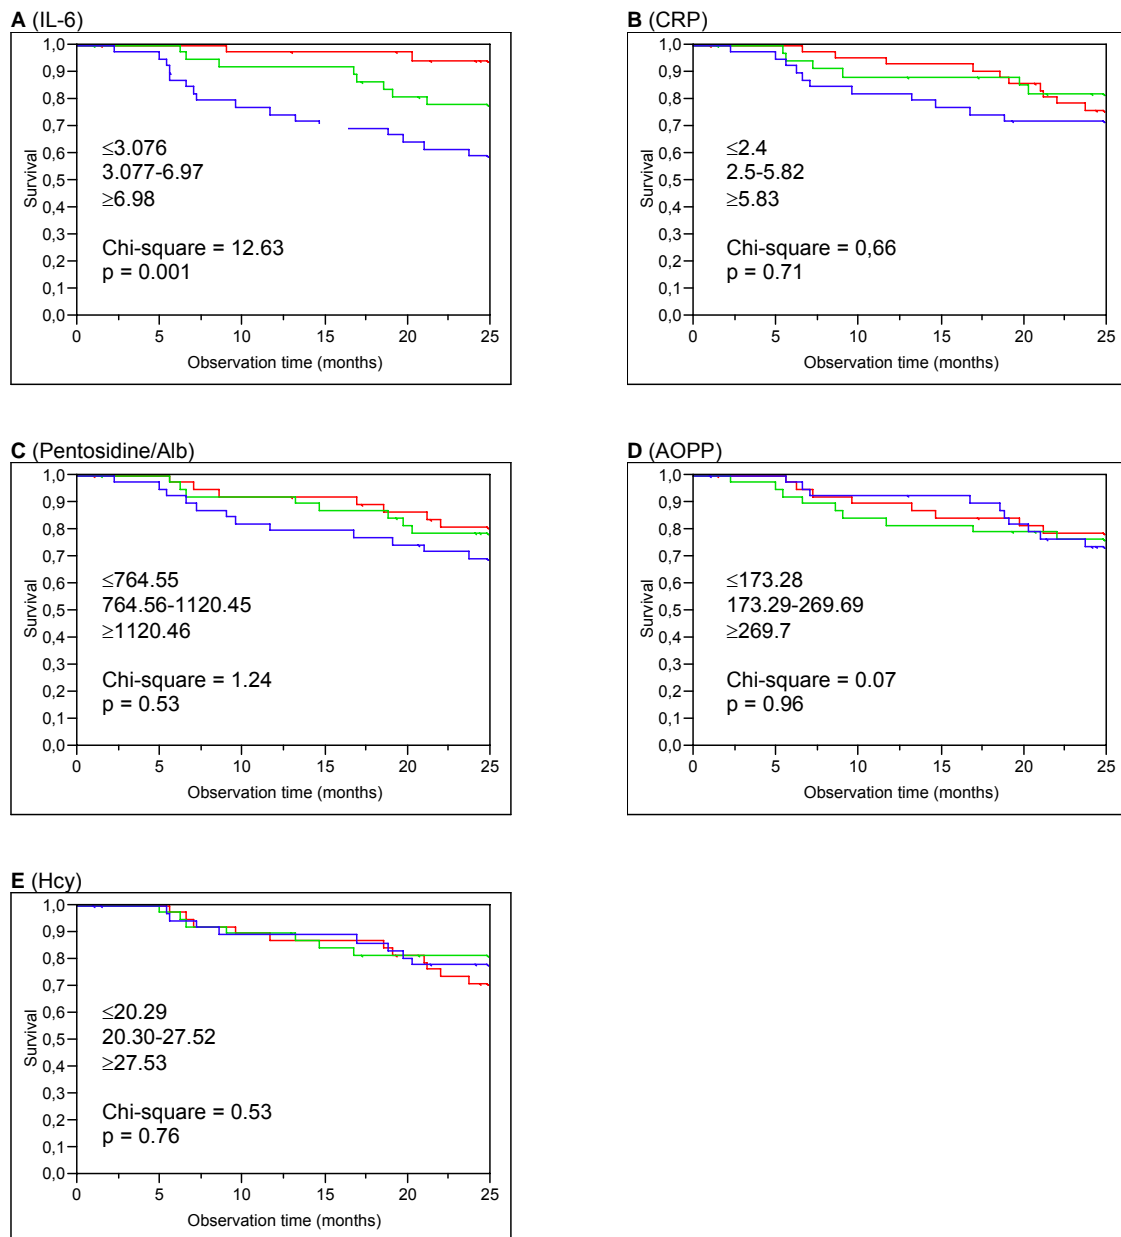 A (IL-6)
1,0
0,9
0,8
0,7
0,6
0,5
0,4
0,3
0,2
0,1
0,0
Survival
≤3.076
3.077-6.97
≥6.98
Chi-square = 12.63
p = 0.001
0 5 10 15 20 25
Observation time (months)
B (CRP)
1,0
0,9
0,8
0,7
0,6
0,5
0,4
0,3
0,2
0,1
0,0
Survival
≤2.4
2.5-5.82
≥5.83
Chi-square = 0,66
p = 0.71
0 5 10 15 20 25
Observation time (months)
C (Pentosidine/Alb)
1,0
0,9
0,8
0,7
0,6
0,5
0,4
0,3
0,2
0,1
0,0
Survival
≤764.55
764.56-1120.45
≥1120.46
Chi-square = 1.24
p = 0.53
0 5 10 15 20 25
Observation time (months)
D (AOPP)
1,0
0,9
0,8
0,7
0,6
0,5
0,4
0,3
0,2
0,1
0,0
Survival
≤173.28
173.29-269.69
≥269.7
Chi-square = 0.07
p = 0.96
0 5 10 15 20 25
Observation time (months)
E (Hcy)
1,0
0,9
0,8
0,7
0,6
0,5
0,4
0,3
0,2
0,1
0,0
Survival
≤20.29
20.30-27.52
≥27.53
Chi-square = 0.53
p = 0.76
0 5 10 15 20 25
Observation time (months)